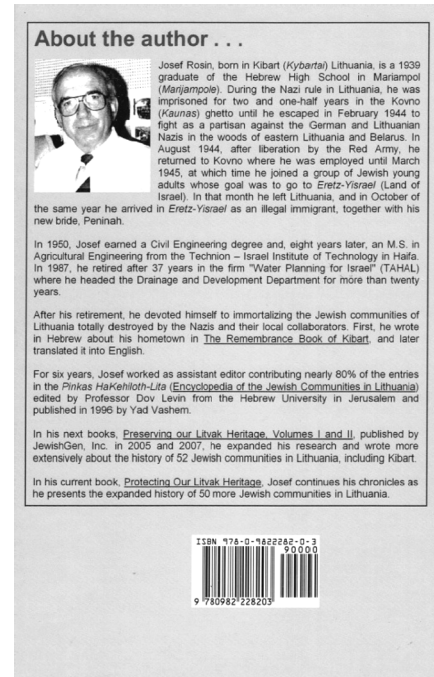 About the author . . .
Josef Rosin, born in Kibart (Kybartai) Lithuania, is a 1939
graduate of the Hebrew High School in Mariampol
(Marijampole). During the Nazi rule in Lithuania, he was
imprisoned for two and one-half years in the Kovno
(Kaunas) ghetto until he escaped in February 1944 to
fight as a partisan against the German and Lithuanian
Nazis in the woods of eastern Lithuania and Belarus. In
August 1944, after liberation by the Red Army, he
returned to Kovno where he was employed until March
1945, at which time he joined a group of Jewish young
adults whose goal was to go to Eretz-Yisrael (Land of
Israel). In that month he left Lithuania, and in October of
the same year he arrived in Eretz-Yisrael as an illegal immigrant, together with his
new bride, Peninah.
In 1950, Josef earned a Civil Engineering degree and, eight years later, an M.S. in
Agricultural Engineering from the Technion – Israel Institute of Technology in Haifa.
In 1987, he retired after 37 years in the firm "Water Planning for Israel" (TAHAL)
where he headed the Drainage and Development Department for more than twenty
years.
After his retirement, he devoted himself to immortalizing the Jewish communities of
Lithuania totally destroyed by the Nazis and their local collaborators. First, he wrote
in Hebrew about his hometown in The Remembrance Book of Kibart, and later
translated it into English.
For six years, Josef worked as assistant editor contributing nearly 80% of the entries
in the Pinkas HaKehiloth-Lita (Encyclopedia of the Jewish Communities in Lithuania)
edited by Professor Dov Levin from the Hebrew University in Jerusalem and
published in 1996 by Yad Vashem.
In his next books, Preserving our Litvak Heritage, Volumes I and II, published by
JewishGen, Inc. in 2005 and 2007, he expanded his research and wrote more
extensively about the history of 52 Jewish communities in Lithuania, including Kibart.
In his current book, Protecting Our Litvak Heritage, Josef continues his chronicles as
he presents the expanded history of 50 more Jewish communities in Lithuania.
ISBN 978-0-9822282-0-3
90000
9 780982 228203